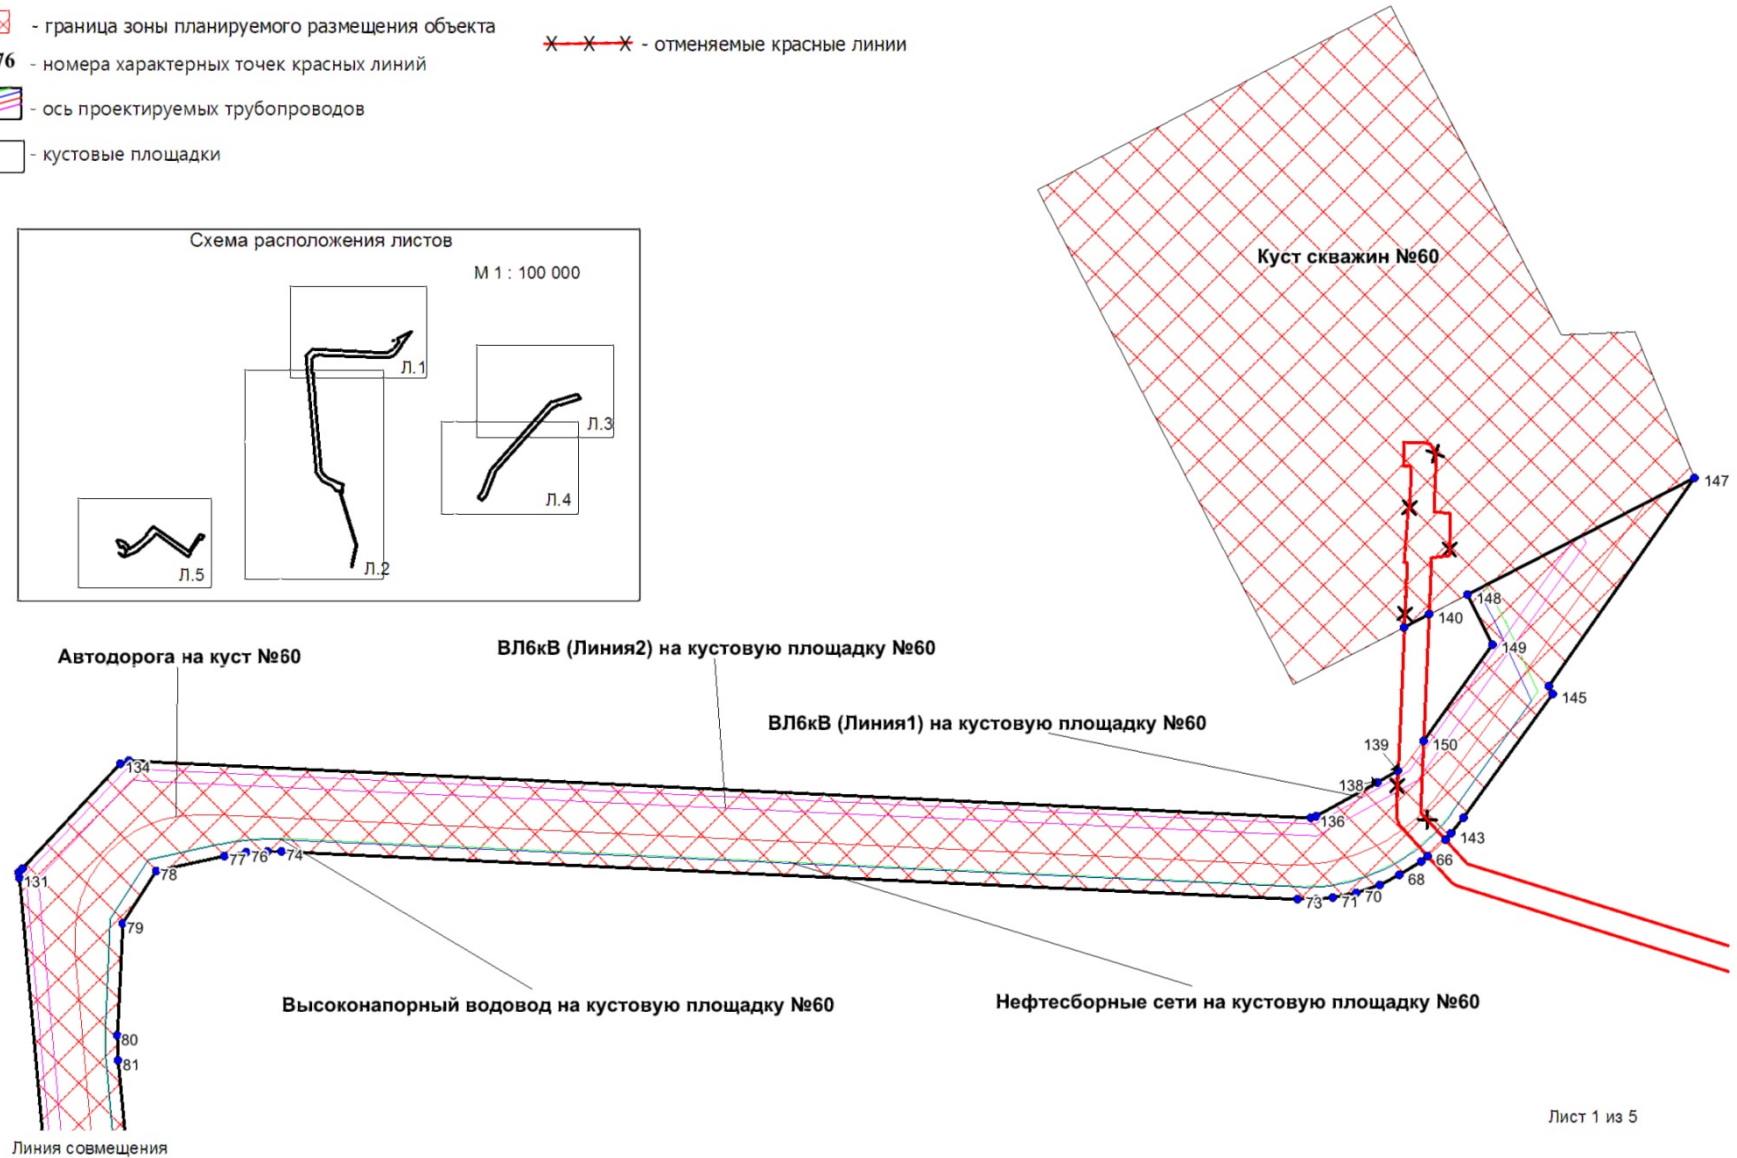 - граница зоны планируемого размещения объекта
76 - номера характерных точек красных линий
- ось проектируемых трубопроводов
- кустовые площадки
- отменяемые красные линии
Схема расположения листов
М 1 : 100 000
Л.1
Л.3
Л.4
Л.5
Л.2
Куст скважин №60
147
148
140
149
145
150
139
138
136
143
66
68
70
71
73
Автодорога на куст №60
ВЛ6кВ (Линия2) на кустовую площадку №60
ВЛ6кВ (Линия1) на кустовую площадку №60
134
131
77
76
74
78
79
80
81
Высоконапорный водовод на кустовую площадку №60
Нефтесборные сети на кустовую площадку №60
Лист 1 из 5
Линия совмещения